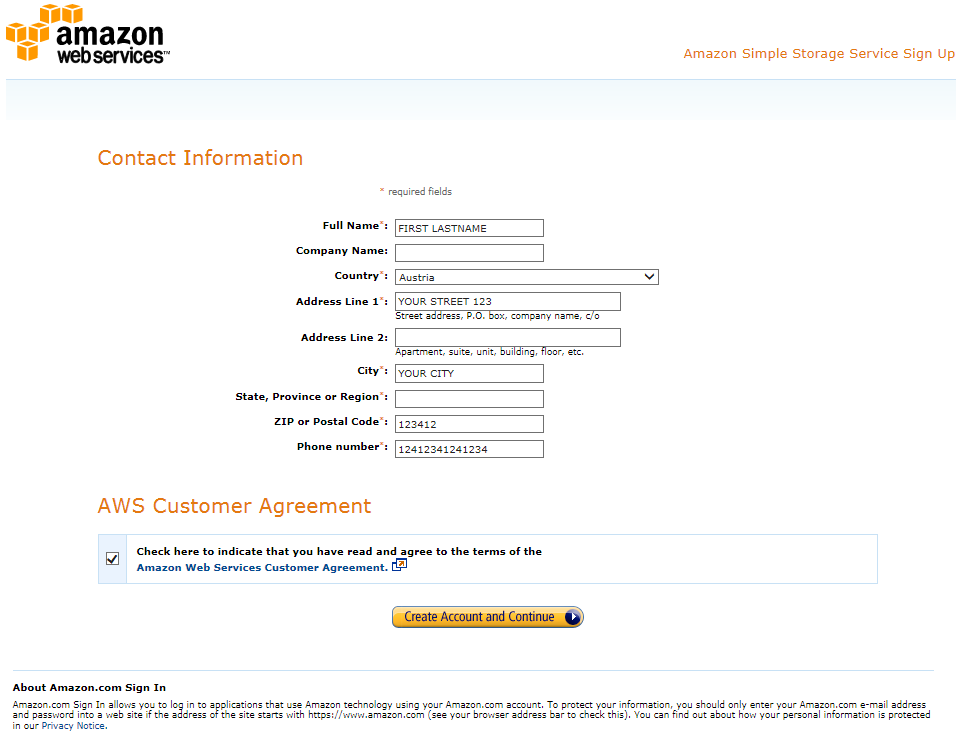 amazon
web services™
Amazon Simple Storage Service Sign Up
Contact Information
* required fields
Full Name*: FIRST LASTNAME
Company Name:
Country*: Austria
Address Line 1*: YOUR STREET 123
Street address, P.O. box, company name, c/o
Address Line 2:
Apartment, suite, unit, building, floor, etc.
City*: YOUR CITY
State, Province or Region*:
ZIP or Postal Code*: 123412
Phone number*: 12412341241234
AWS Customer Agreement
Check here to indicate that you have read and agree to the terms of the
Amazon Web Services Customer Agreement.
Create Account and Continue
About Amazon.com Sign In
Amazon.com Sign In allows you to log in to applications that use Amazon technology using your Amazon.com account. To protect your information, you should only enter your Amazon.com e-mail address
and password into a web site if the address of the site starts with https://www.amazon.com (see your browser address bar to check this). You can find out about how your personal information is protected
in our Privacy Notice.